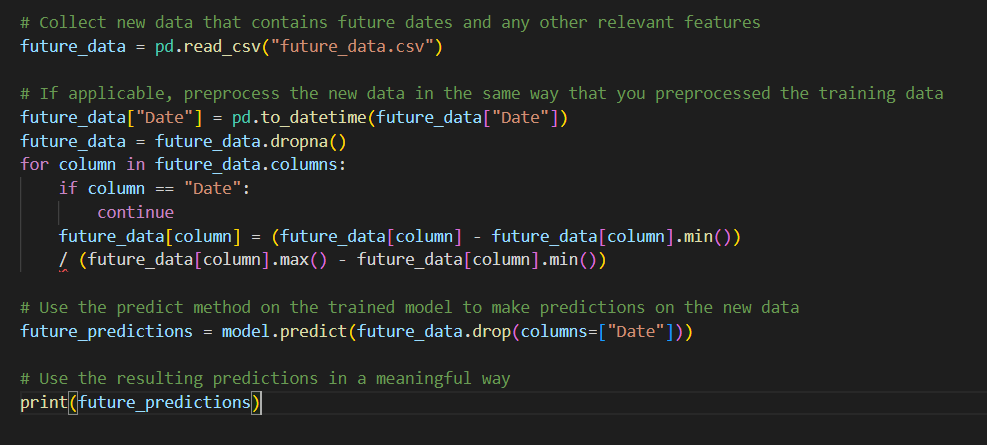 # Collect new data that contains future dates and any other relevant features
future_data = pd.read_csv("future_data.csv")
# If applicable, preprocess the new data in the same way that you preprocessed the training data
future_data["Date"] = pd.to_datetime(future_data["Date"])
future_data = future_data.dropna()
for column in future_data.columns:
    if column == "Date":
        continue
    future_data[column] = (future_data[column] - future_data[column].min())
    / (future_data[column].max() - future_data[column].min())
# Use the predict method on the trained model to make predictions on the new data
future_predictions = model.predict(future_data.drop(columns=["Date"]))
# Use the resulting predictions in a meaningful way
print(future_predictions)